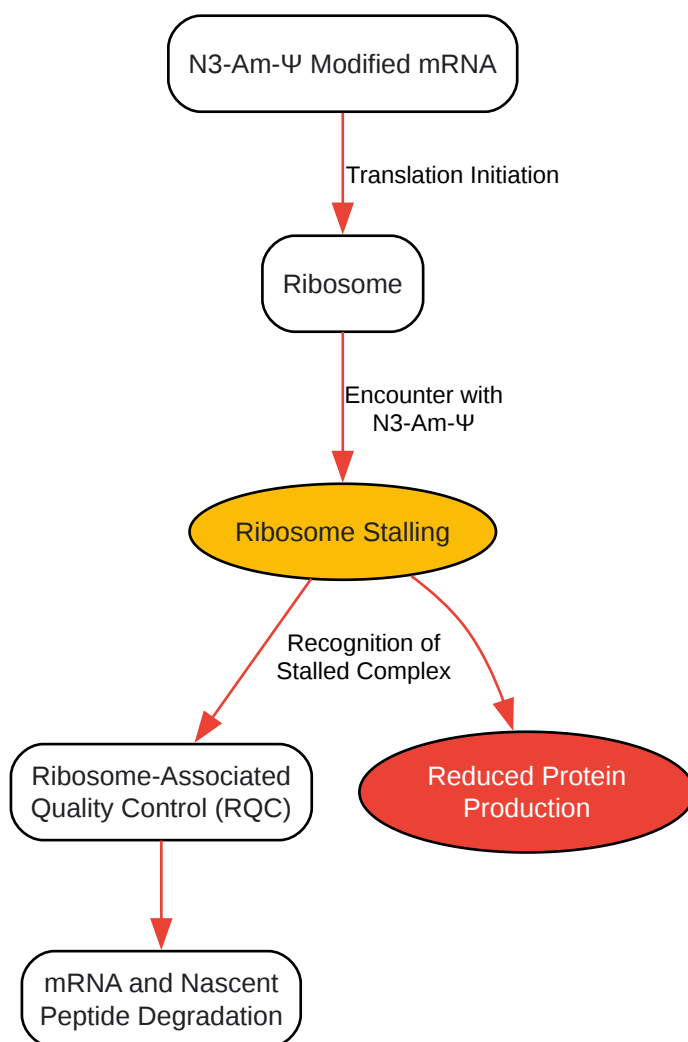 N3-Am-Ψ Modified mRNA
Translation Initiation
Ribosome
Encounter with
N3-Am-Ψ
Ribosome Stalling
Recognition of
Stalled Complex
Ribosome-Associated
Quality Control (RQC)
Reduced Protein
Production
mRNA and Nascent
Peptide Degradation